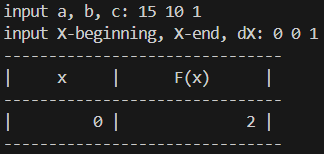 input a, b, c: 15 10 1
input X-beginning, X-end, dX: 0 0 1
-----------------------------
|     x     |      F(x)      |
-----------------------------
|         0 |              2 |
-----------------------------